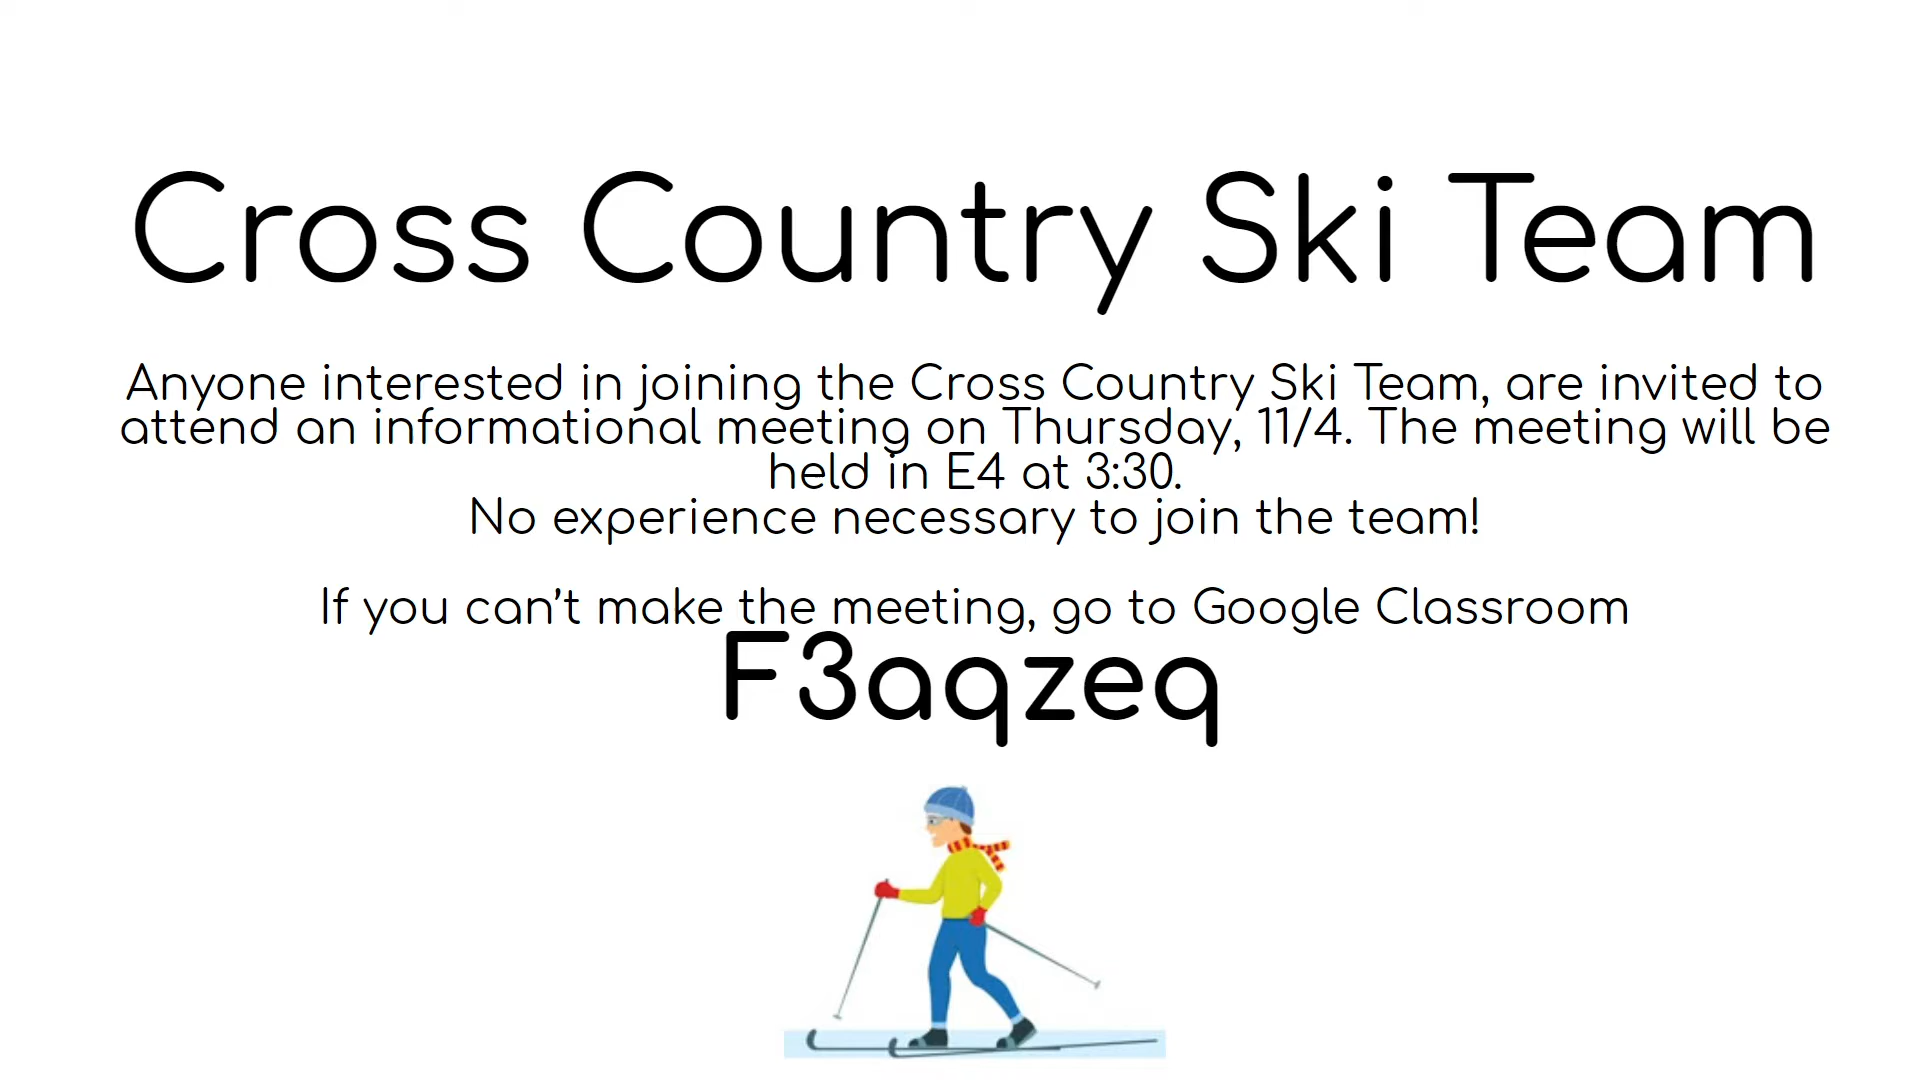 Cross Country Ski Team
Anyone interested in joining the Cross Country Ski Team, are invited to
attend an informational meeting on Thursday, 11/4. The meeting will be
held in E4 at 3:30.
No experience necessary to join the team!
If you can’t make the meeting, go to Google Classroom
F3aqzeq